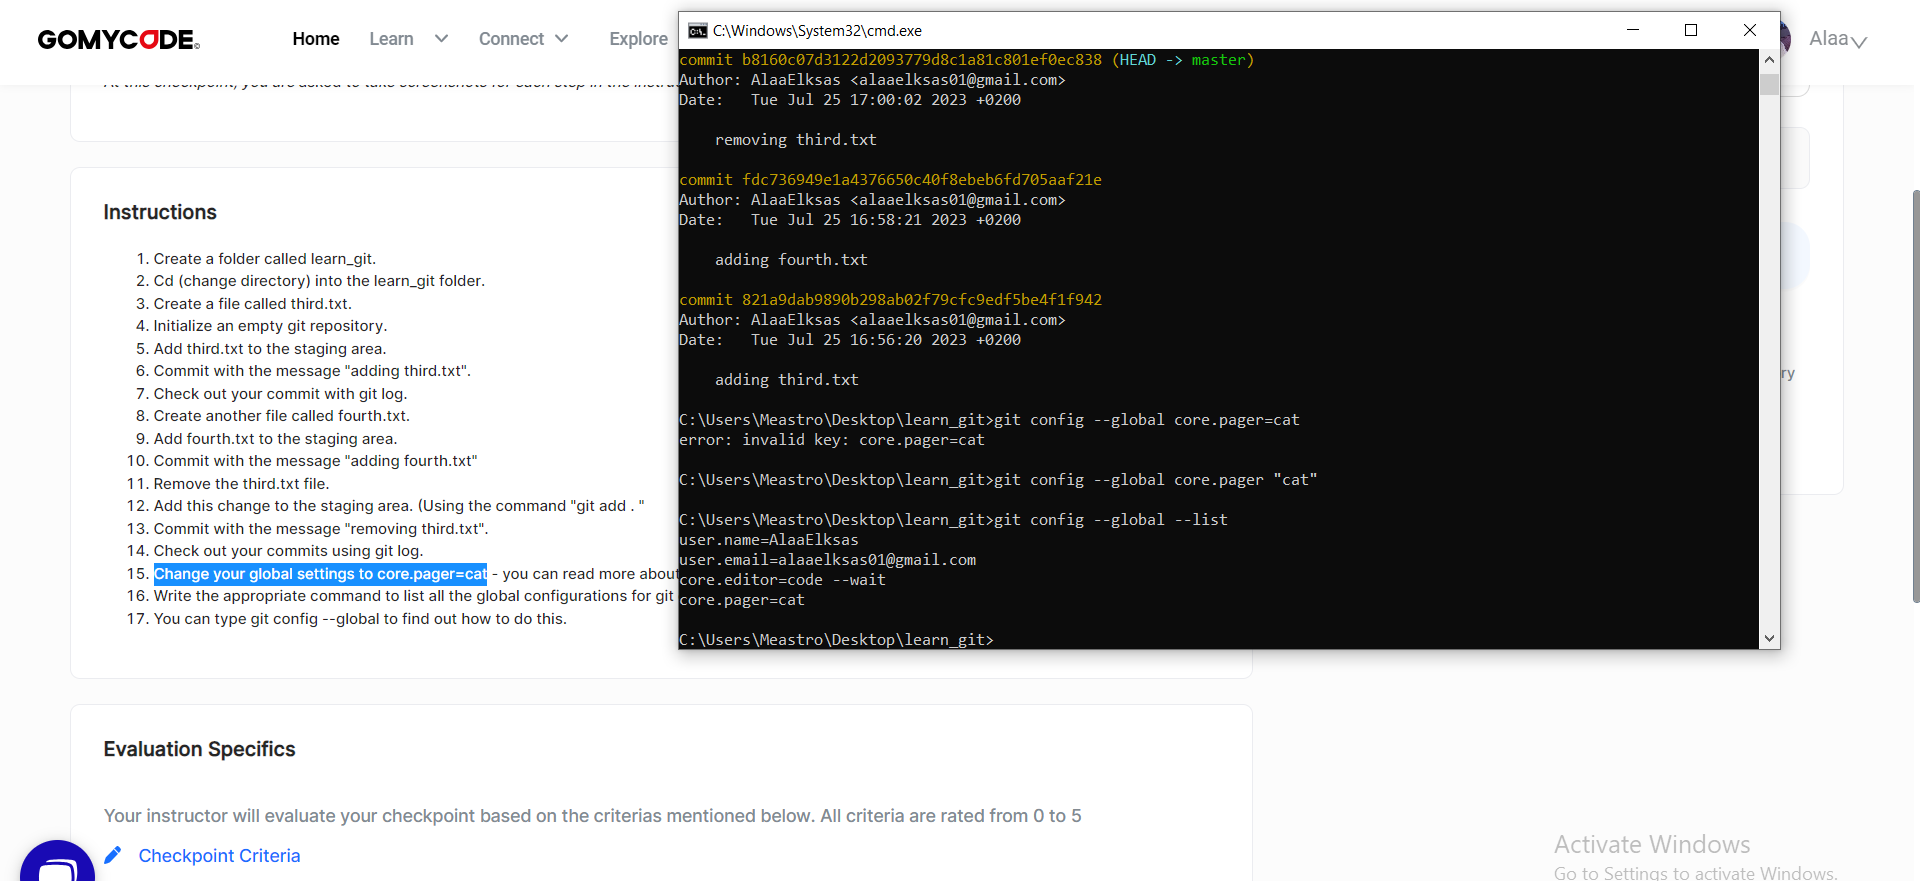 GOMYCODE©
Home Learn Connect Explore
Alaa
Instructions
1. Create a folder called learn_git.
2. Cd (change directory) into the learn_git folder.
3. Create a file called third.txt.
4. Initialize an empty git repository.
5. Add third.txt to the staging area.
6. Commit with the message "adding third.txt".
7. Check out your commit with git log.
8. Create another file called fourth.txt.
9. Add fourth.txt to the staging area.
10. Commit with the message "adding fourth.txt"
11. Remove the third.txt file.
12. Add this change to the staging area. (Using the command "git add . "
13. Commit with the message "removing third.txt".
14. Check out your commits using git log.
15. Change your global settings to core.pager=cat - you can read more about
16. Write the appropriate command to list all the global configurations for git
17. You can type git config --global to find out how to do this.
C:\Windows\System32\cmd.exe
commit b8160c07d3122d2093779d8c1a81c801ef0ec838 (HEAD -> master)
Author: AlaaElksas <alaaelksas01@gmail.com>
Date:   Tue Jul 25 17:00:02 2023 +0200
removing third.txt
commit fdc736949e1a4376650c40f8ebeb6fd705aaf21e
Author: AlaaElksas <alaaelksas01@gmail.com>
Date:   Tue Jul 25 16:58:21 2023 +0200
adding fourth.txt
commit 821a9dab9890b298ab02f79cfc9edf5be4f1f942
Author: AlaaElksas <alaaelksas01@gmail.com>
Date:   Tue Jul 25 16:56:20 2023 +0200
adding third.txt
C:\Users\Meastro\Desktop\learn_git>git config --global core.pager=cat
error: invalid key: core.pager=cat
C:\Users\Meastro\Desktop\learn_git>git config --global core.pager "cat"
C:\Users\Meastro\Desktop\learn_git>git config --global --list
user.name=AlaaElksas
user.email=alaaelksas01@gmail.com
core.editor=code --wait
core.pager=cat
C:\Users\Meastro\Desktop\learn_git>
ry
Evaluation Specifics
Your instructor will evaluate your checkpoint based on the criterias mentioned below. All criteria are rated from 0 to 5
Checkpoint Criteria
Activate Windows
Go to Settings to activate Windows.